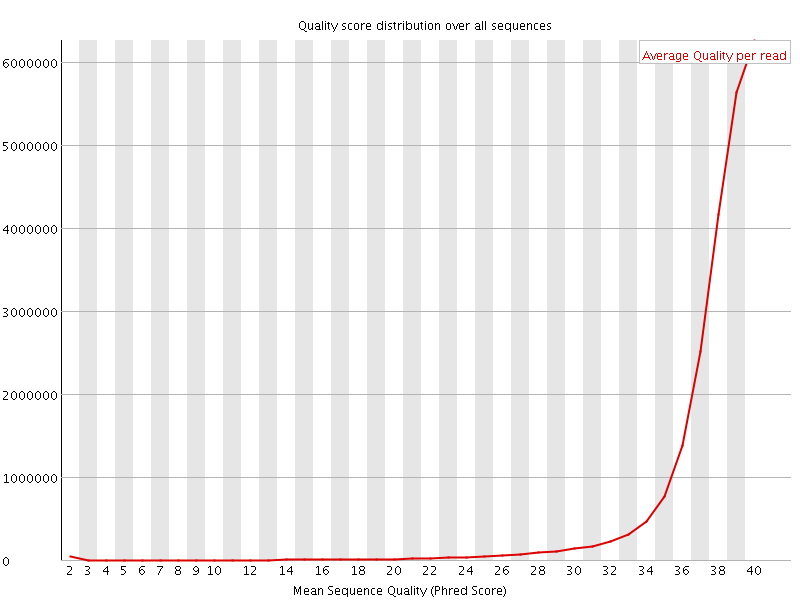 Quality score distribution over all sequences
Average Quality per read
6000000
5000000
4000000
3000000
2000000
1000000
0
2 3 4 5 6 7 8 9 10 12 14 16 18 20 22 24 26 28 30 32 34 36 38 40
Mean Sequence Quality (Phred Score)